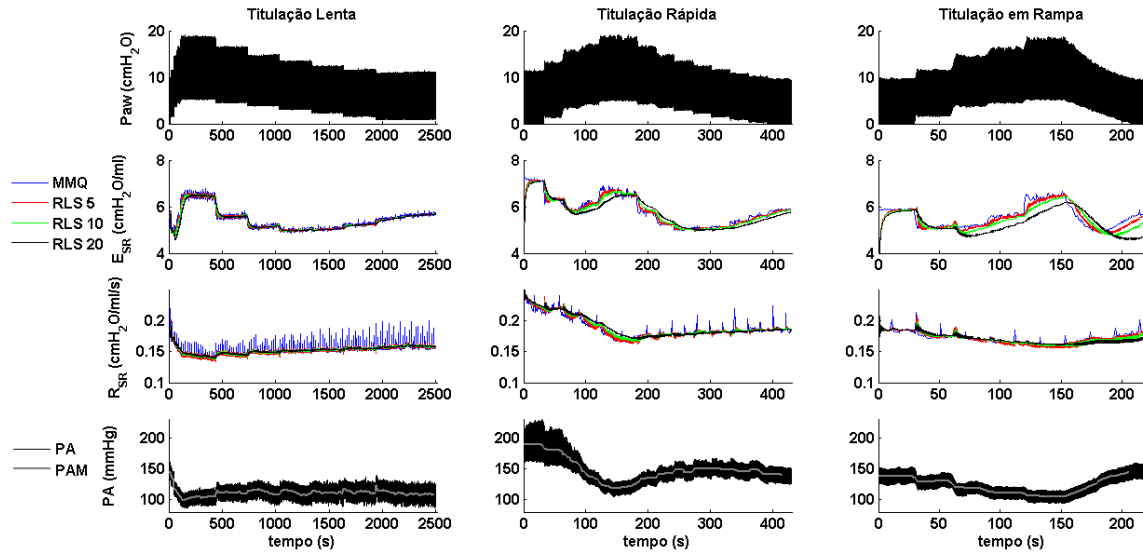 Titulação Lenta
Titulação Rápida
Titulação em Rampa
Paw (cmH2O)
20
10
0
0 500 1000 1500 2000 2500
20
10
0
0 100 200 300 400
20
10
0
0 50 100 150 200
MMQ
RLS 5
RLS 10
RLS 20
ESR (cmH2O/ml)
8
6
4
0 500 1000 1500 2000 2500
8
6
4
0 100 200 300 400
8
6
4
0 50 100 150 200
RSR (cmH2O/ml/s)
0.2
0.15
0.1
0 500 1000 1500 2000 2500
0.2
0.15
0.1
0 100 200 300 400
0.2
0.15
0.1
0 50 100 150 200
PA
PAM
PA (mmHg)
200
150
100
0 500 1000 1500 2000 2500
200
150
100
0 100 200 300 400
200
150
100
0 50 100 150 200
tempo (s)
tempo (s)
tempo (s)